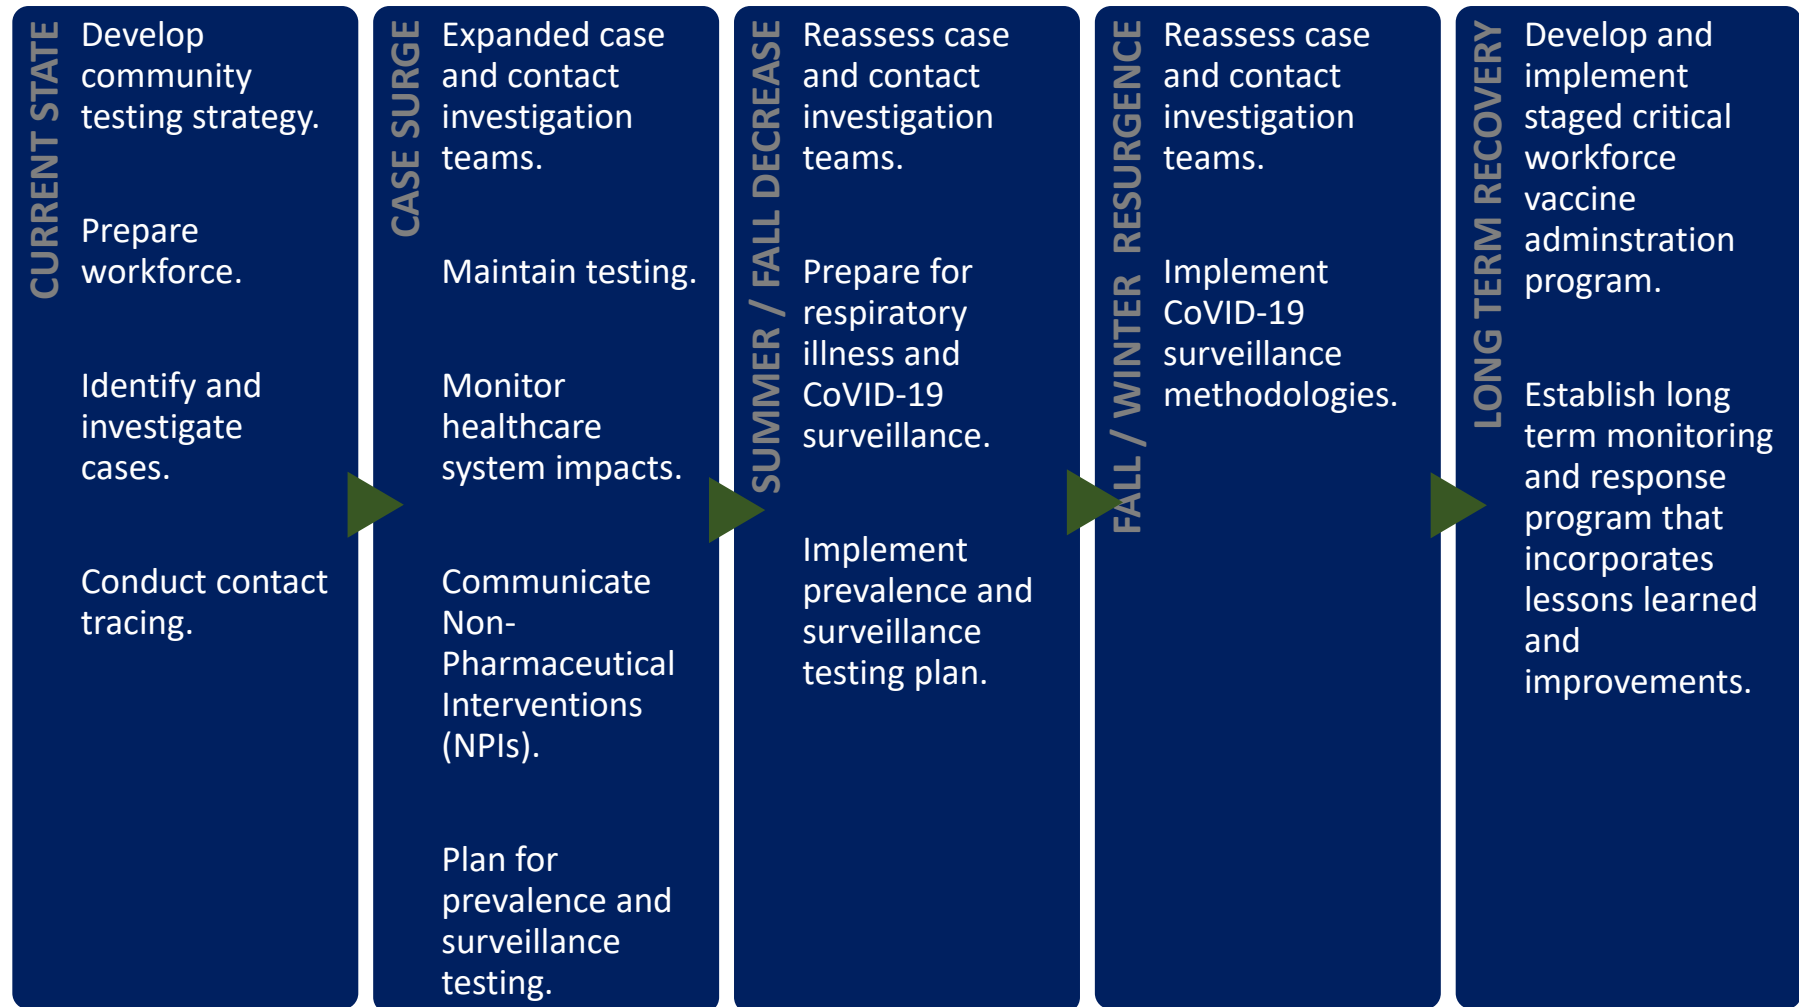 CURRENT STATE
Develop
community
testing strategy.
Prepare
workforce.
Identify and
investigate
cases.
Conduct contact
tracing.
CASE SURGE
Expanded case
and contact
investigation
teams.
Maintain testing.
Monitor
healthcare
system impacts.
Communicate
Non-
Pharmaceutical
Interventions
(NPIs).
Plan for
prevalence and
surveillance
testing.
SUMMER / FALL DECREASE
Reassess case
and contact
investigation
teams.
Prepare for
respiratory
illness and
CoVID-19
surveillance.
Implement
prevalence and
surveillance
testing plan.
FALL / WINTER RESURGENCE
Reassess case
and contact
investigation
teams.
Implement
CoVID-19
surveillance
methodologies.
LONG TERM RECOVERY
Develop and
implement
staged critical
workforce
vaccine
adminstration
program.
Establish long
term monitoring
and response
program that
incorporates
lessons learned
and
improvements.